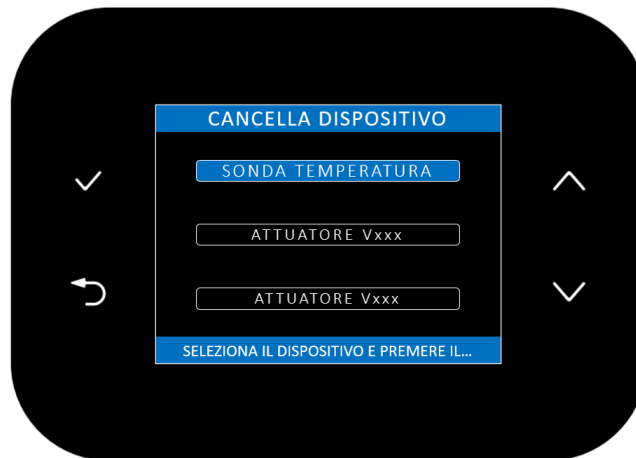 CANCELLA DISPOSITIVO
SONDA TEMPERATURA
ATTUATORE Vxxx
ATTUATORE Vxxx
SELEZIONA IL DISPOSITIVO E PREMERE IL...